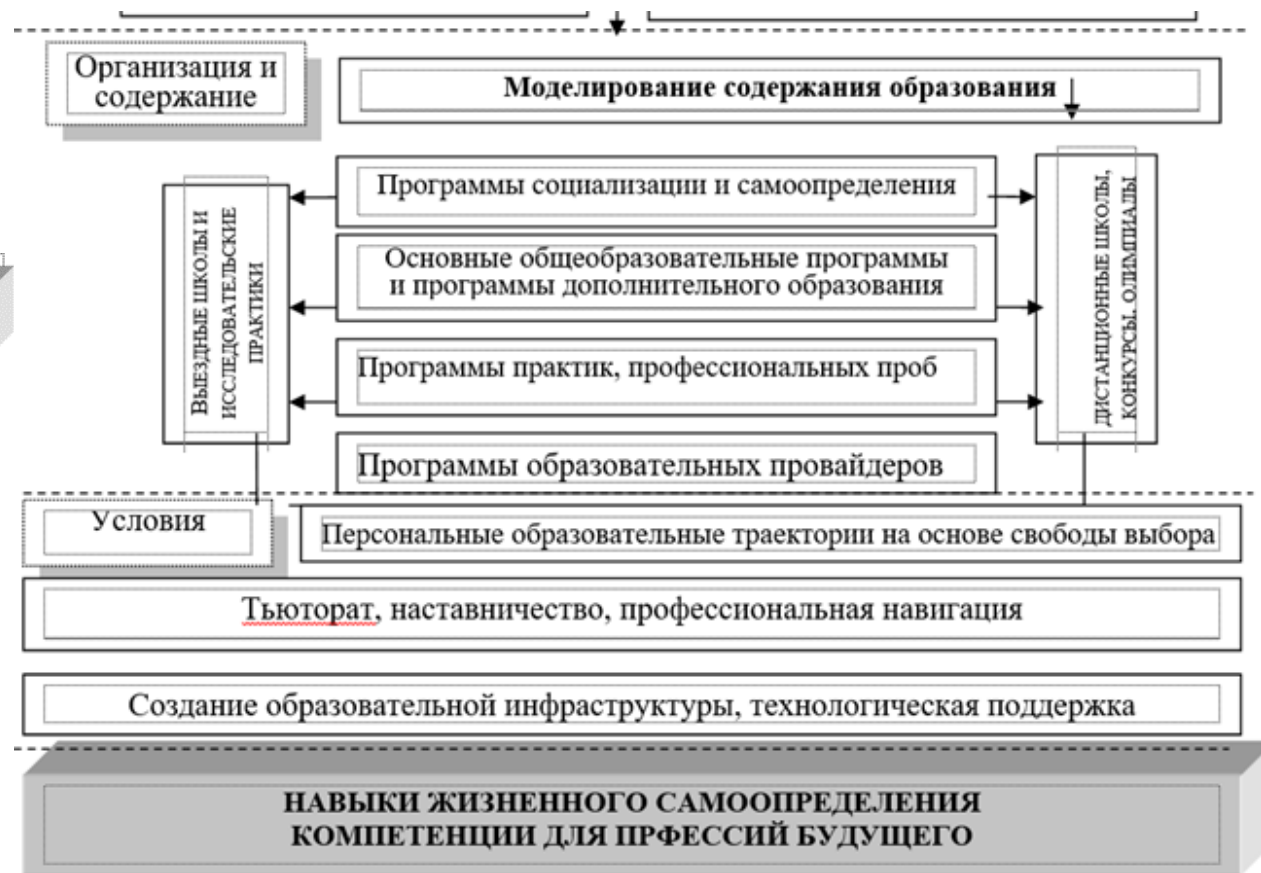 Организация и
содержание
Моделирование содержания образования
Программы социализации и самоопределения
Основные общеобразовательные программы
и программы дополнительного образования
Программы практик, профессиональных проб
Программы образовательных провайдеров
ВЫЕЗДНЫЕ ШКОЛЫ И
ИССЛЕДОВАТЕЛЬСКИЕ
ПРАКТИКИ
ДИСТАНЦИОННЫЕ ШКОЛЫ,
КОНКУРСЫ, ОЛИМПИАДЫ
Условия
Персональные образовательные траектории на основе свободы выбора
Тьюторат, наставничество, профессиональная навигация
Создание образовательной инфраструктуры, технологическая поддержка
НАВЫКИ ЖИЗНЕННОГО САМООПРЕДЕЛЕНИЯ
КОМПЕТЕНЦИИ ДЛЯ ПРФЕССИЙ БУДУЩЕГО